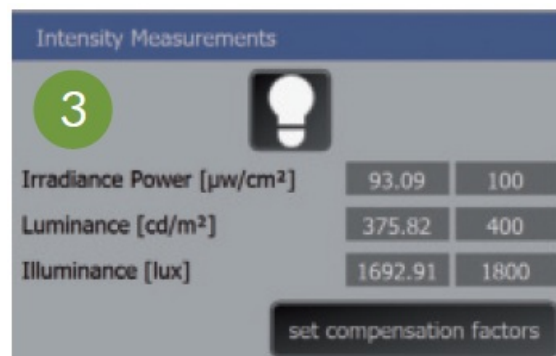 Intensity Measurements
3
Irradiance Power [µw/cm²] 93.09 100
Luminance [cd/m²] 375.82 400
Illuminance [lux] 1692.91 1800
set compensation factors